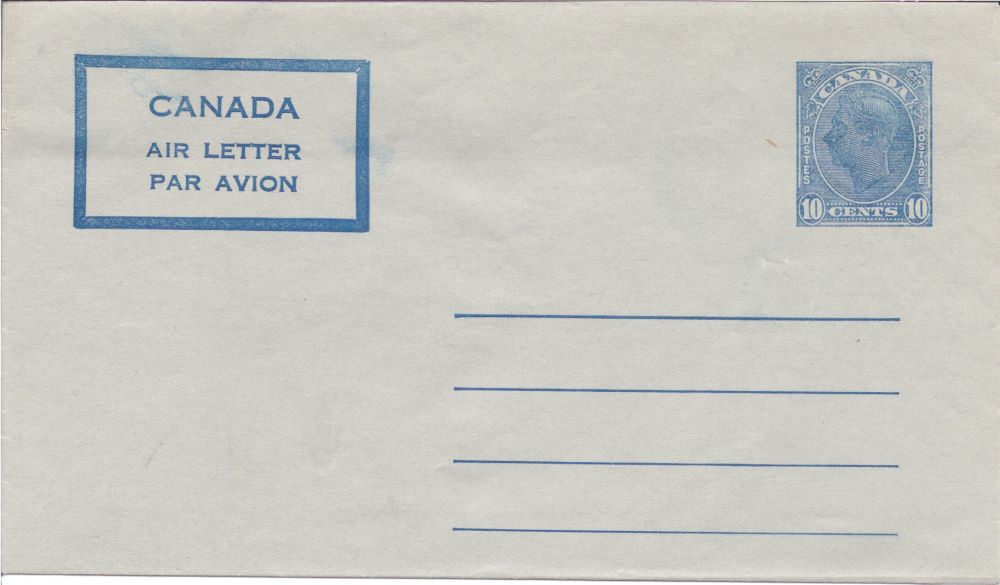 CANADA
AIR LETTER
PAR AVION
CANADA
POSTES
POSTAGE
10 CENTS 10